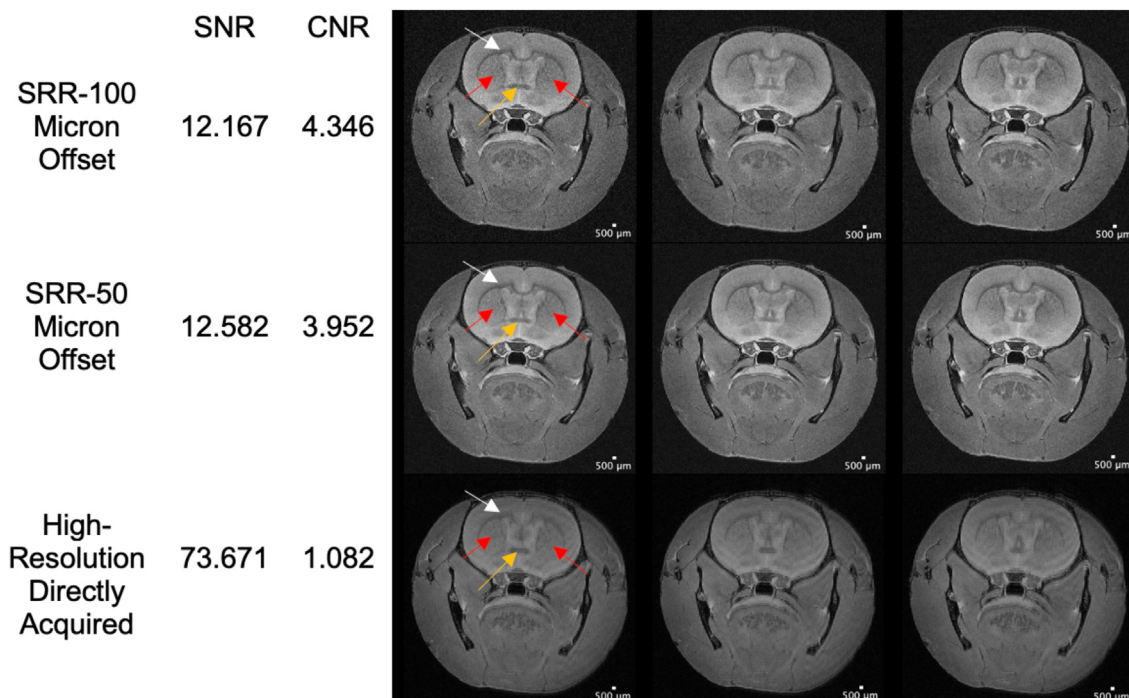 SNR CNR
SRR-100
Micron
Offset
12.167 4.346
500 µm 500 µm 500 µm
SRR-50
Micron
Offset
12.582 3.952
500 µm 500 µm 500 µm
High-
Resolution
Directly
Acquired
73.671 1.082
500 µm 500 µm 500 µm